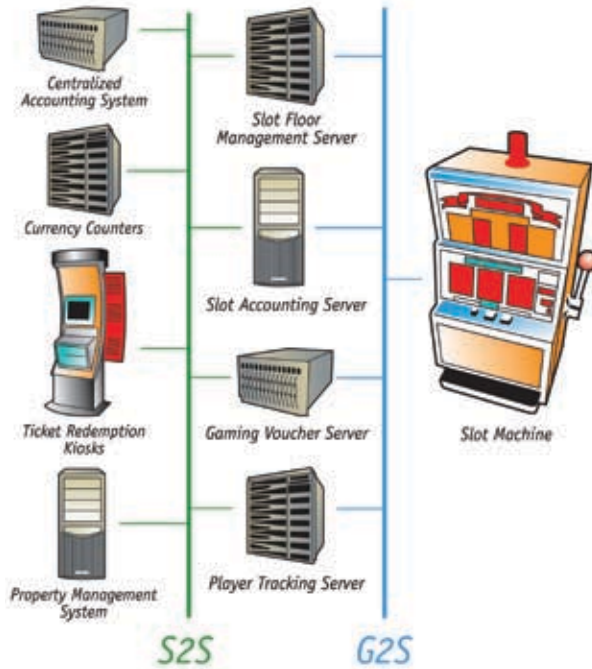 Centralized
Accounting System
Slot Floor
Management Server
Currency Counters
Slot Accounting Server
Ticket Redemption
Kiosks
Gaming Voucher Server
Slot Machine
Property Management
System
Player Tracking Server
S2S
G2S